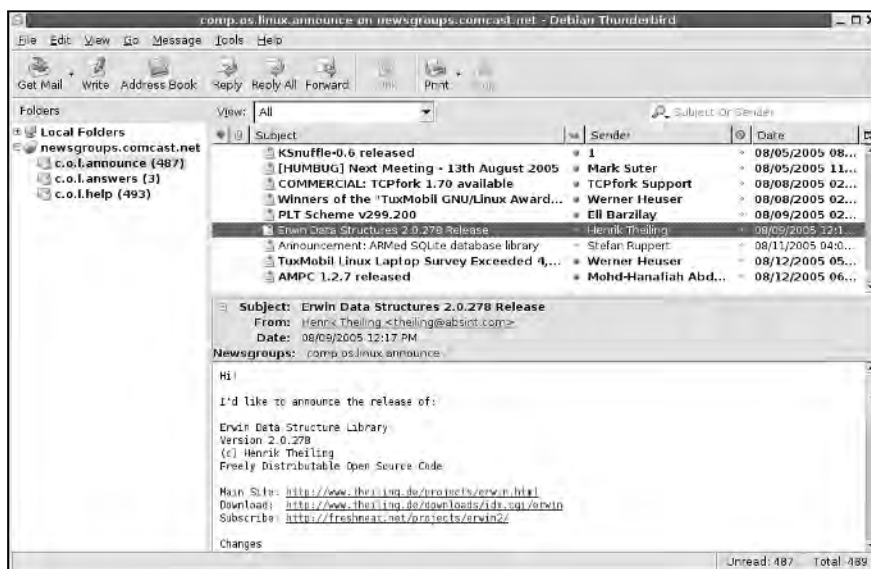 comp.os.linux.announce on newsgroups.comcast.net - Debian Thunderbird
File Edit View Go Message Tools Help
Get Mail Write Address Book Reply Reply All Forward Print
Folders
View: All
Subject Or Sender
Local Folders
newsgroups.comcast.net
c.o.l.announce (487)
c.o.l.answers (3)
c.o.l.help (493)
Subject Sender Date
KSnuffle-0.6 released 1 08/05/2005 08...
[HUMBUG] Next Meeting - 13th August 2005 Mark Suter 08/05/2005 11...
COMMERCIAL: TCPfork 1.70 available TCPfork Support 08/08/2005 02...
Winners of the "TuxMobil GNU/Linux Award... Werner Heuser 08/08/2005 02...
PLT Scheme v299.200 Eli Barzilay 08/09/2005 02...
Erwin Data Structures 2.0.278 Release Henrik Theiling 08/09/2005 12:1...
Announcement: ARMed SQLite database library Stefan Ruppert 08/11/2005 04:0...
TuxMobil Linux Laptop Survey Exceeded 4,... Werner Heuser 08/12/2005 05...
AMPC 1.2.7 released Mohd-Hanafiah Abd... 08/12/2005 06...
Subject: Erwin Data Structures 2.0.278 Release
From: Henrik Theiling <theiling@absint.com>
Date: 08/09/2005 12:17 PM
Newsgroups: comp.os.linux.announce
Hi!
I'd like to announce the release of:
Erwin Data Structure Library
Version 2.0.278
(c) Henrik Theiling
Freely Distributable Open Source Code
Main Site: http://www.theiling.de/projects/erwin.html
Download: http://www.theiling.de/downloads/idx.cgi/erwin
Subscribe: http://freshmeat.net/projects/erwin2/
Changes
Unread: 487 Total: 489